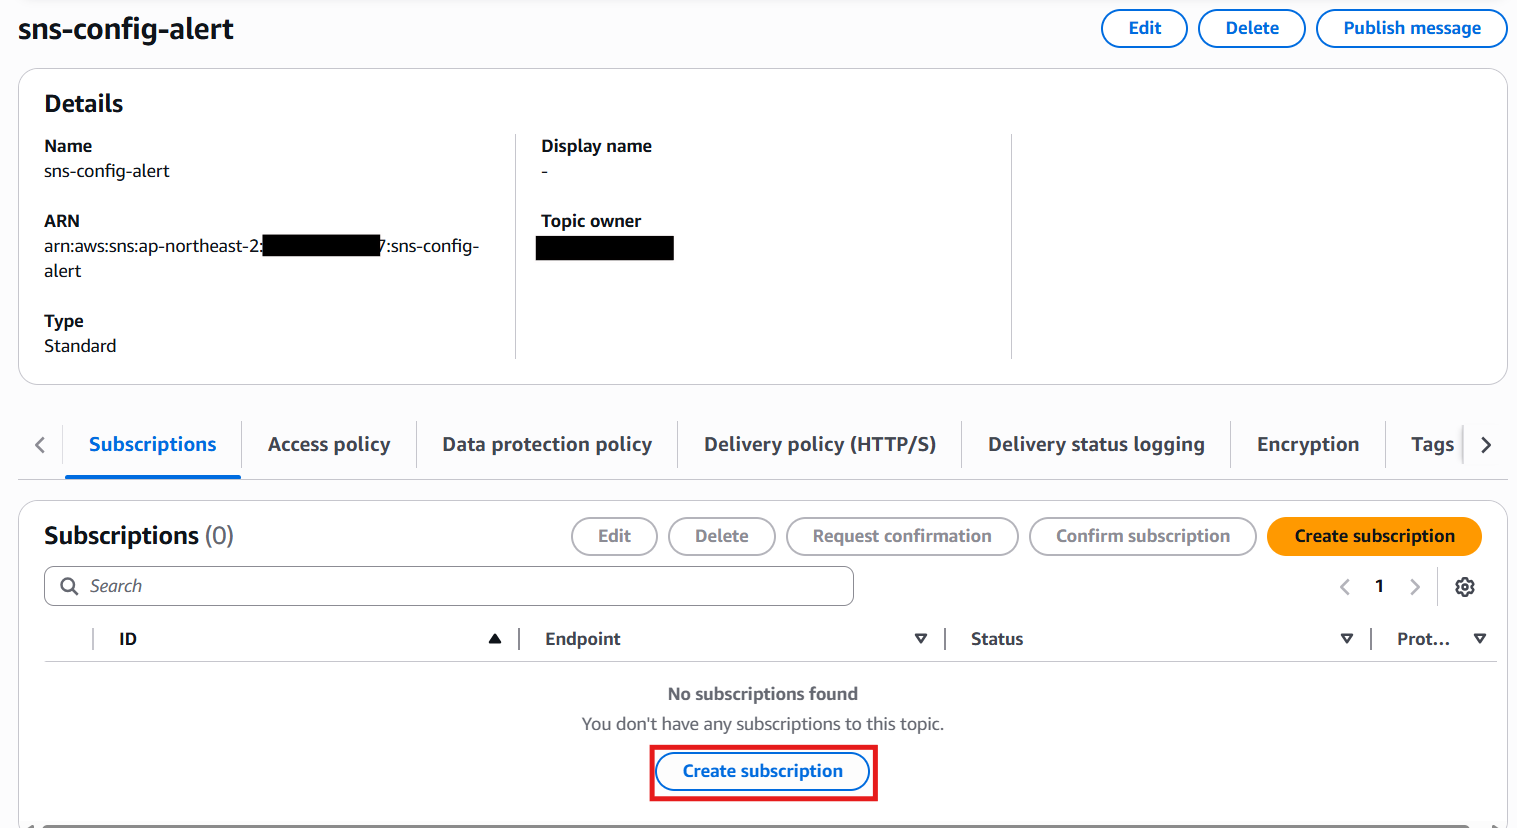 sns-config-alert
Edit
Delete
Publish message
Details
Name
sns-config-alert
Display name
-
ARN
arn:aws:sns:ap-northeast-2:7:sns-config-
alert
Topic owner
Type
Standard
Subscriptions
Access policy
Data protection policy
Delivery policy (HTTP/S)
Delivery status logging
Encryption
Tags
Subscriptions (0)
Edit
Delete
Request confirmation
Confirm subscription
Create subscription
Search
1
ID
Endpoint
Status
Prot...
No subscriptions found
You don't have any subscriptions to this topic.
Create subscription